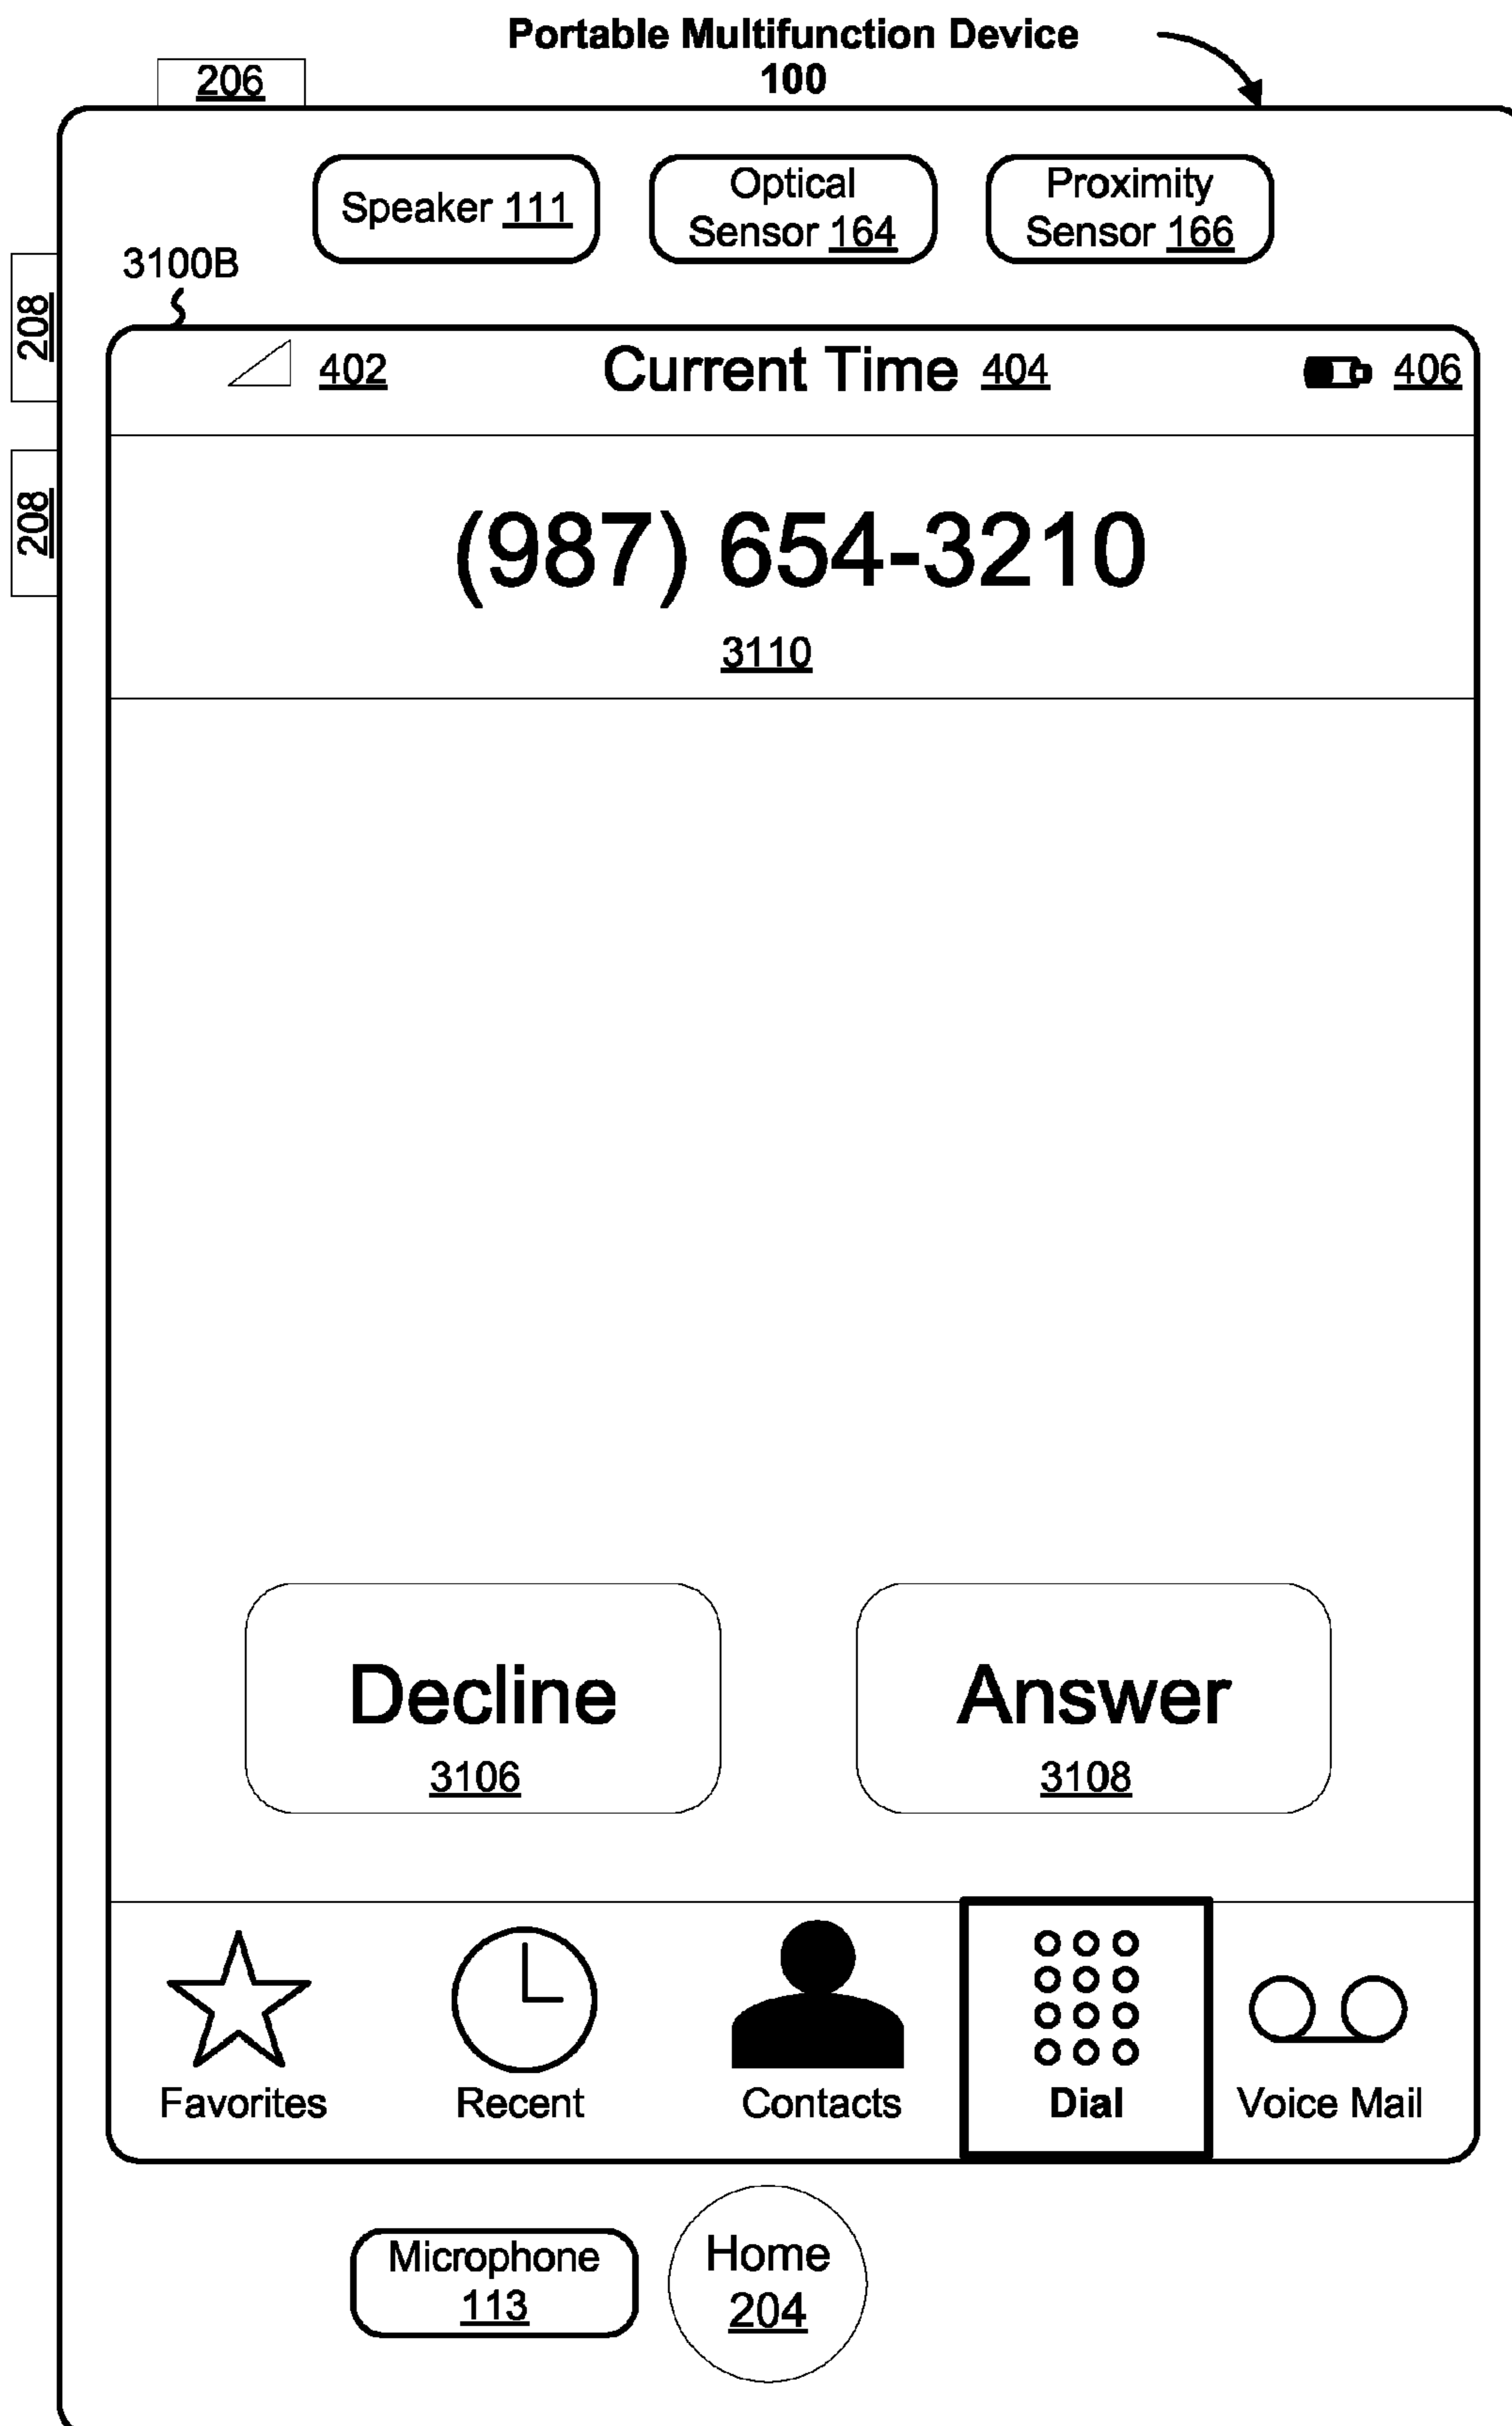 Portable Multifunction Device
100
206
Speaker 111
Optical
Sensor 164
Proximity
Sensor 166
3100B
208
402
Current Time 404
406
208
(987) 654-3210
3110
Decline
3106
Answer
3108
Favorites
Recent
Contacts
Dial
Voice Mail
Microphone
113
Home
204